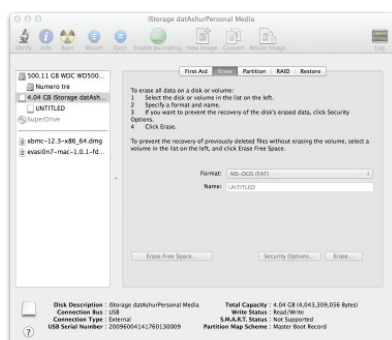 iStorage datAshurPersonal Media
Verify Info Burn Mount Eject Enable Journaling New Image Convert Resize Image Log
500.11 GB WDC WD500...
Numero tre
4.04 GB iStorage datAsh...
UNTITLED
SuperDrive
xbmc-12.3-x86_64.dmg
evasi0n7-mac-1.0.1-fd...
First Aid Erase Partition RAID Restore
To erase all data on a disk or volume:
1 Select the disk or volume in the list on the left.
2 Specify a format and name.
3 If you want to prevent the recovery of the disk's erased data, click Security
Options.
4 Click Erase.
To prevent the recovery of previously deleted files without erasing the volume, select a
volume in the list on the left, and click Erase Free Space.
Format: MS-DOS (FAT)
Name: UNTITLED
Erase Free Space... Security Options... Erase...
Disk Description : iStorage datAshurPersonal Media Total Capacity : 4.04 GB (4,043,309,056 Bytes)
Connection Bus : USB Write Status : Read/Write
Connection Type : External S.M.A.R.T. Status : Not Supported
USB Serial Number : 20096004141760130009 Partition Map Scheme : Master Boot Record
?